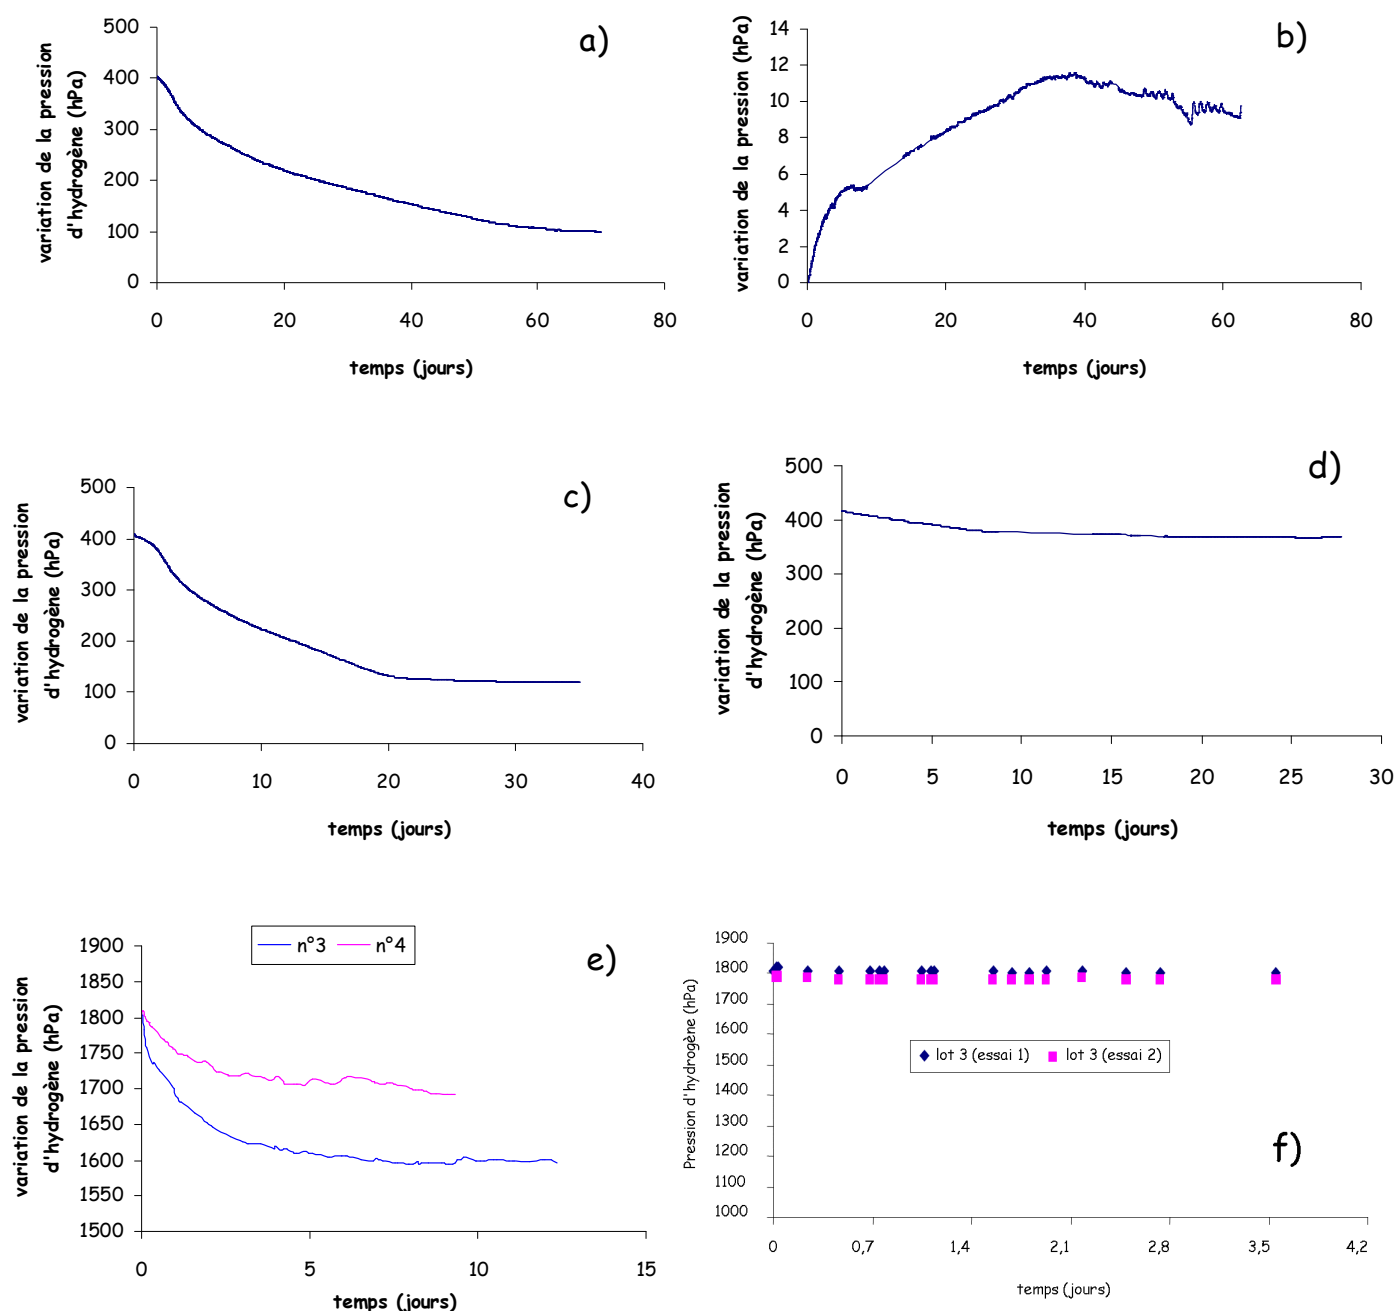 a)
variation de la pression
d'hydrogène (hPa)
500
400
300
200
100
0
0 20 40 60 80
temps (jours)
b)
variation de la pression (hPa)
14
12
10
8
6
4
2
0
0 20 40 60 80
temps (jours)
c)
variation de la pression
d'hydrogène (hPa)
500
400
300
200
100
0
0 10 20 30 40
temps (jours)
d)
variation de la pression
d'hydrogène (hPa)
500
400
300
200
100
0
0 5 10 15 20 25 30
temps (jours)
e)
n°3 n°4
variation de la pression
d'hydrogène (hPa)
1900
1850
1800
1750
1700
1650
1600
1550
1500
0 5 10 15
temps (jours)
f)
Pression d'hydrogène (hPa)
1900
1800
1700
1600
1500
1400
1300
1200
1100
1000
lot 3 (essai 1) lot 3 (essai 2)
0 0,7 1,4 2,1 2,8 3,5 4,2
temps (jours)